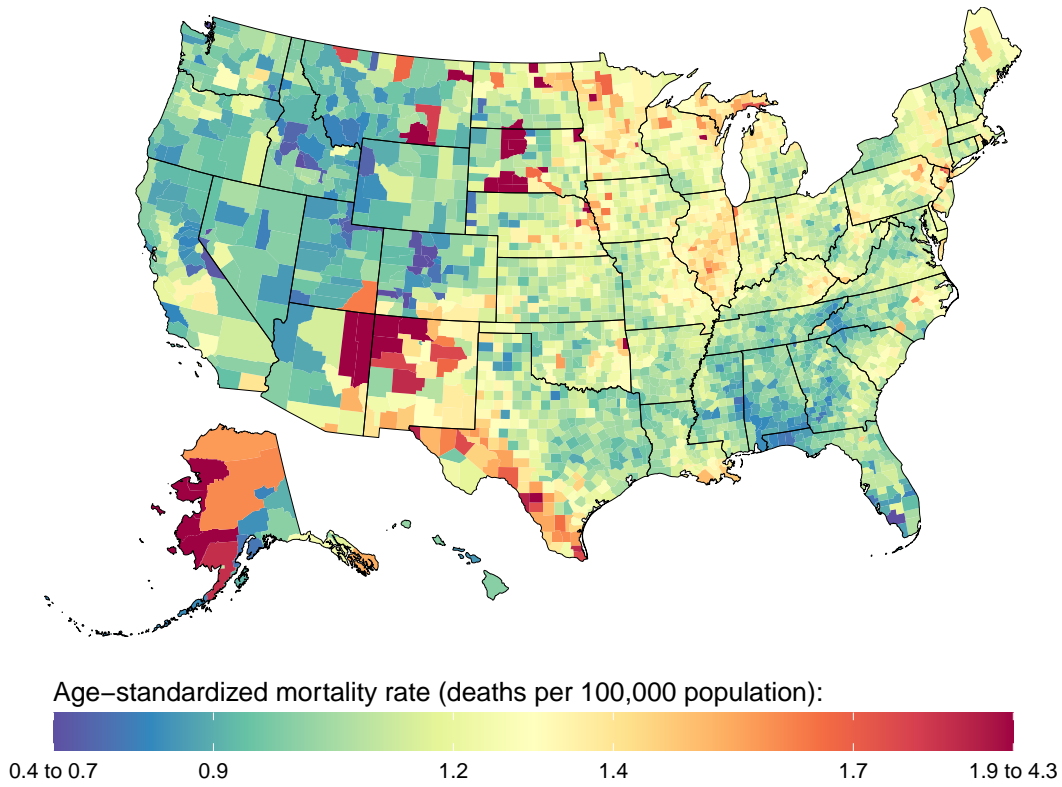 Age−standardized mortality rate (deaths per 100,000 population):
0.4 to 0.7 0.9 1.2 1.4 1.7 1.9 to 4.3